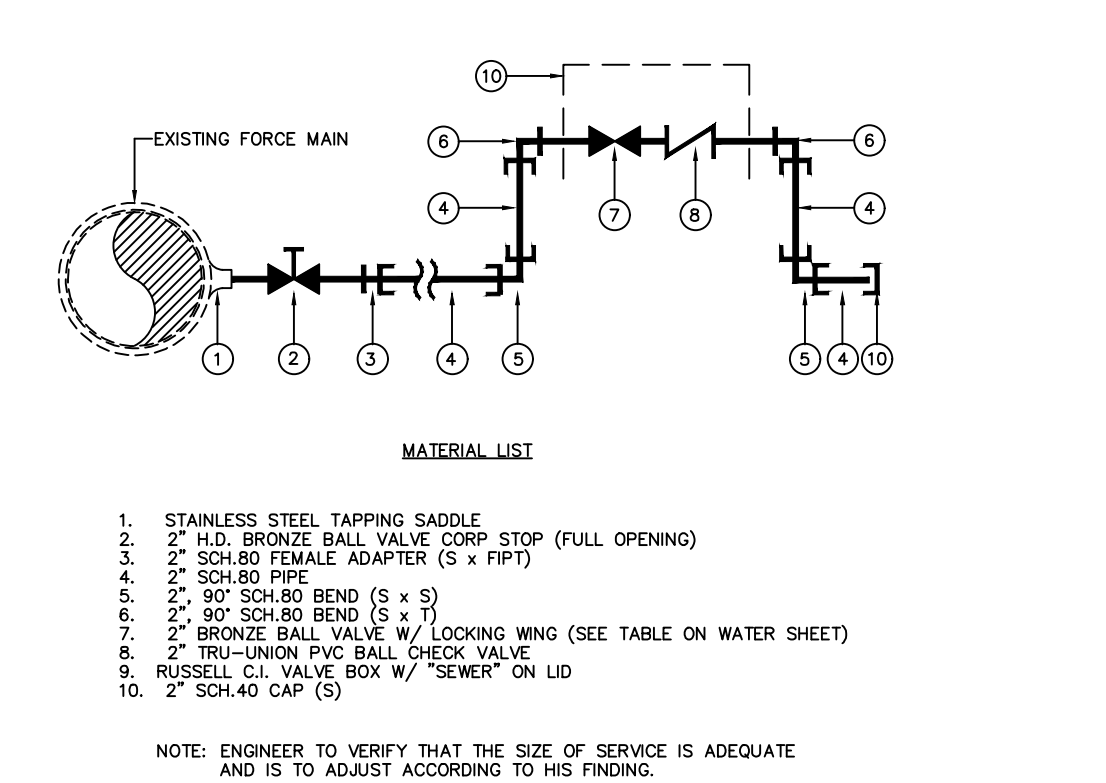 10
EXISTING FORCE MAIN
6
6
4
7
8
4
1
2
3
4
5
5
4
10
MATERIAL LIST
1. STAINLESS STEEL TAPPING SADDLE
2. 2" H.D. BRONZE BALL VALVE CORP STOP (FULL OPENING)
3. 2" SCH.80 FEMALE ADAPTER (S x FIPT)
4. 2" SCH.80 PIPE
5. 2", 90° SCH.80 BEND (S x S)
6. 2", 90° SCH.80 BEND (S x T)
7. 2" BRONZE BALL VALVE W/ LOCKING WING (SEE TABLE ON WATER SHEET)
8. 2" TRU-UNION PVC BALL CHECK VALVE
9. RUSSELL C.I. VALVE BOX W/ "SEWER" ON LID
10. 2" SCH.40 CAP (S)
NOTE: ENGINEER TO VERIFY THAT THE SIZE OF SERVICE IS ADEQUATE
AND IS TO ADJUST ACCORDING TO HIS FINDING.